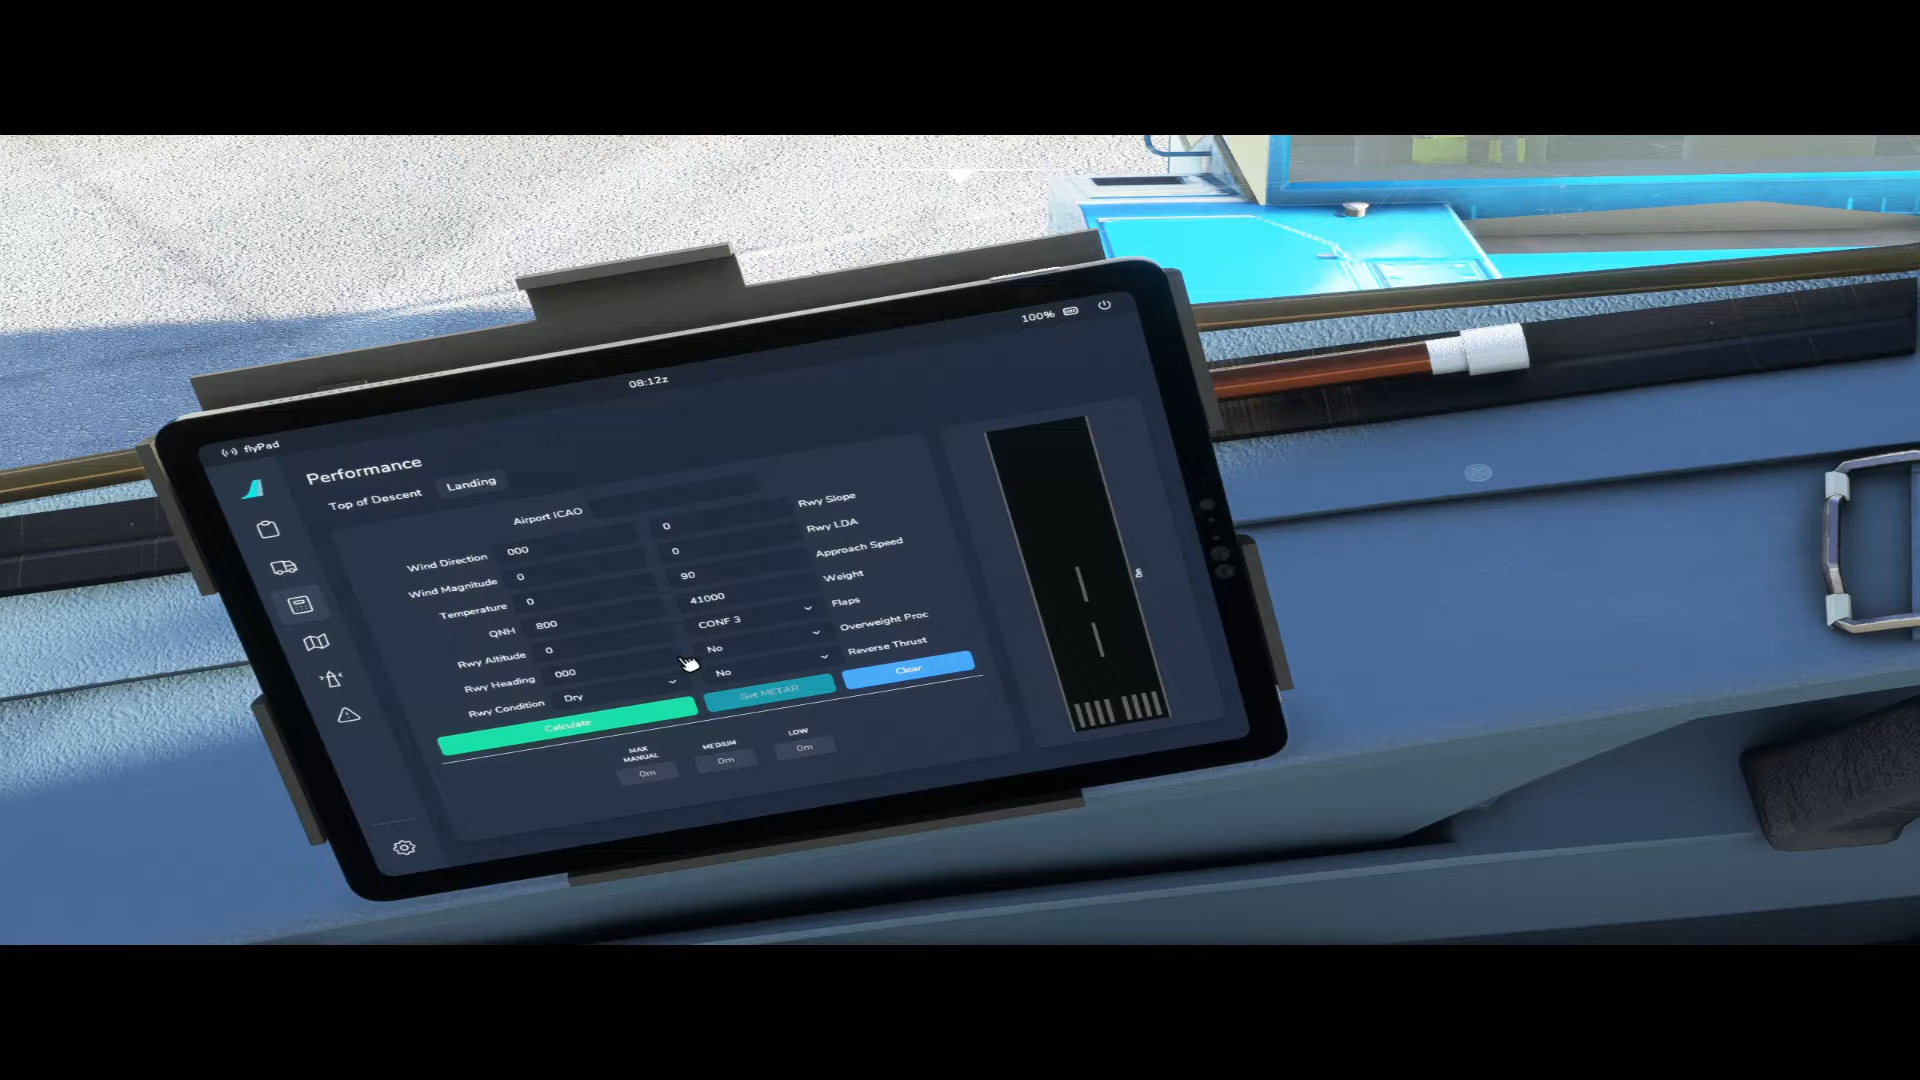 flyPad
08:12z
100%
Performance
Top of Descent
Landing
Airport ICAO
Wind Direction 000
0 Rwy Slope
Wind Magnitude 0
0 Rwy LDA
Temperature 0
90 Approach Speed
QNH 800
41000 Weight
Rwy Altitude 0
CONF 3 Flaps
Rwy Heading 000
No Overweight Proc
Rwy Condition Dry
No Reverse Thrust
Calculate
Get METAR
Clear
MAX
MANUAL
0m
MEDIUM
0m
LOW
0m